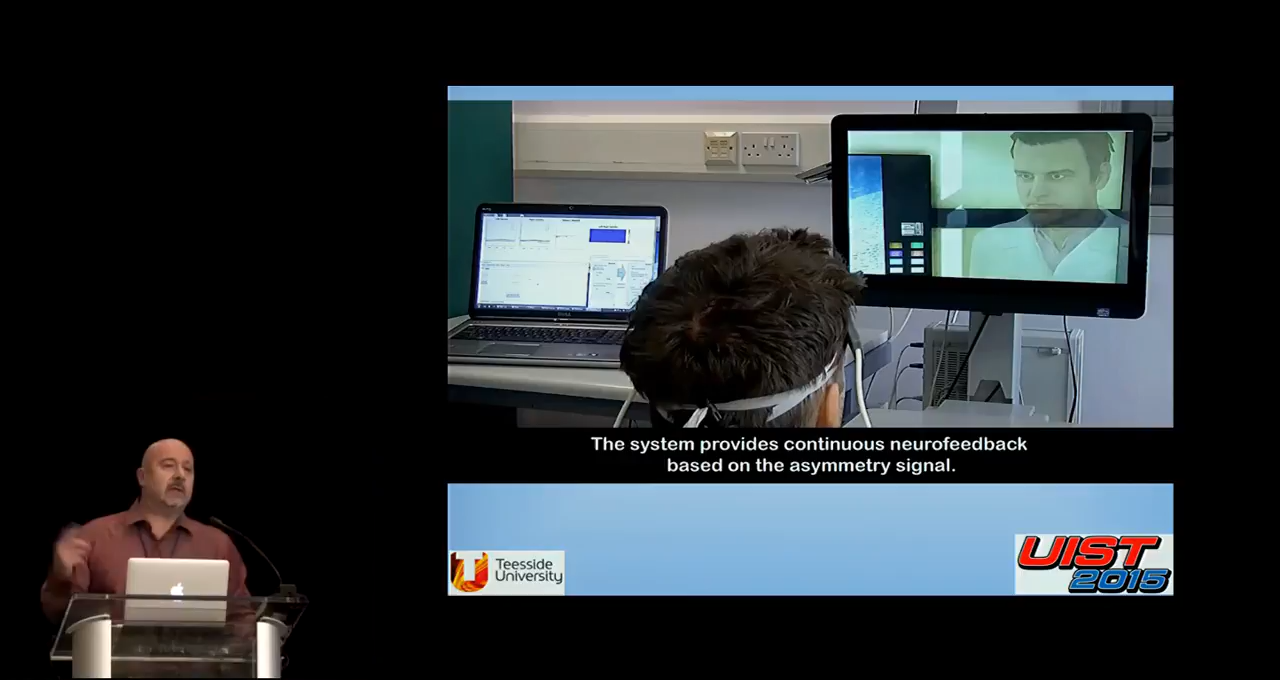 The system provides continuous neurofeedback
based on the asymmetry signal.
Teesside
University
UIST
2015